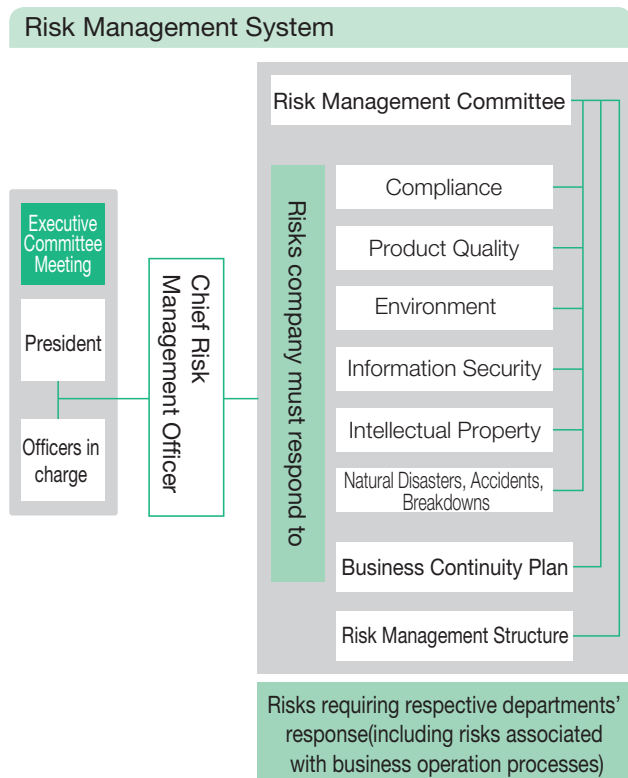 Risk Management System
Executive
Committee
Meeting
President
Officers in
charge
Chief Risk
Management Officer
Risk Management Committee
Risks company must respond to
Compliance
Product Quality
Environment
Information Security
Intellectual Property
Natural Disasters, Accidents,
Breakdowns
Business Continuity Plan
Risk Management Structure
Risks requiring respective departments’
response(including risks associated
with business operation processes)